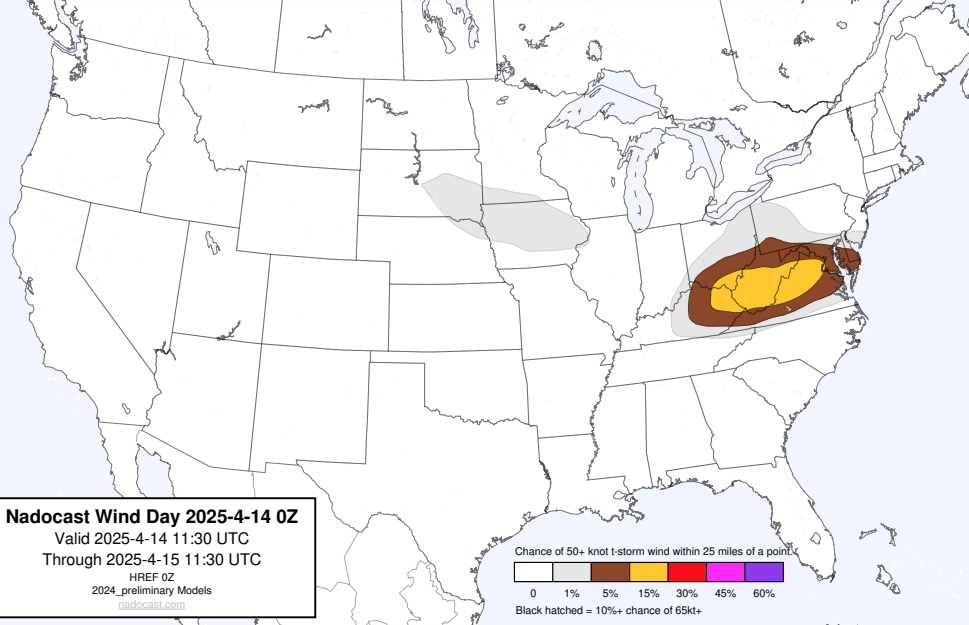 Nadocast Wind Day 2025-4-14 0Z
Valid 2025-4-14 11:30 UTC
Through 2025-4-15 11:30 UTC
HREF 0Z
2024_preliminary Models
nadocast.com
Chance of 50+ knot t-storm wind within 25 miles of a point.
0 1% 5% 15% 30% 45% 60%
Black hatched = 10%+ chance of 65kt+